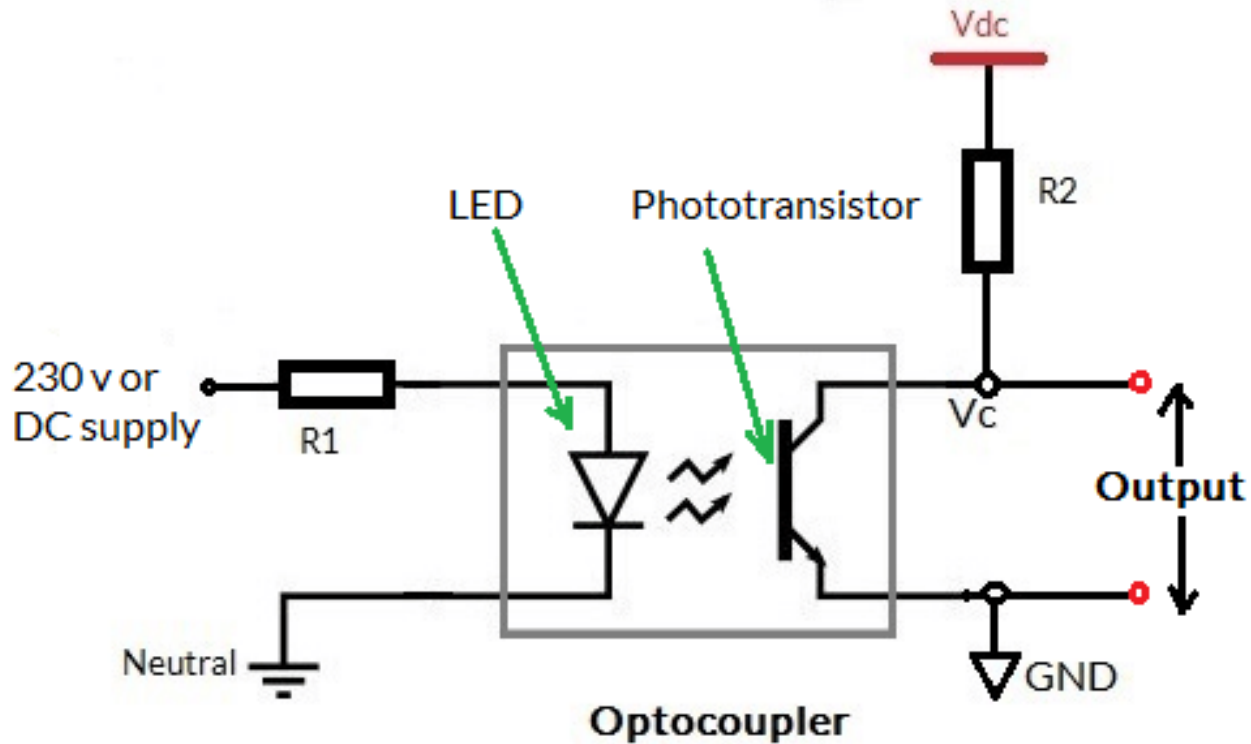 Vdc
R2
LED
Phototransistor
230 v or
DC supply
R1
Vc
Output
Neutral
GND
Optocoupler